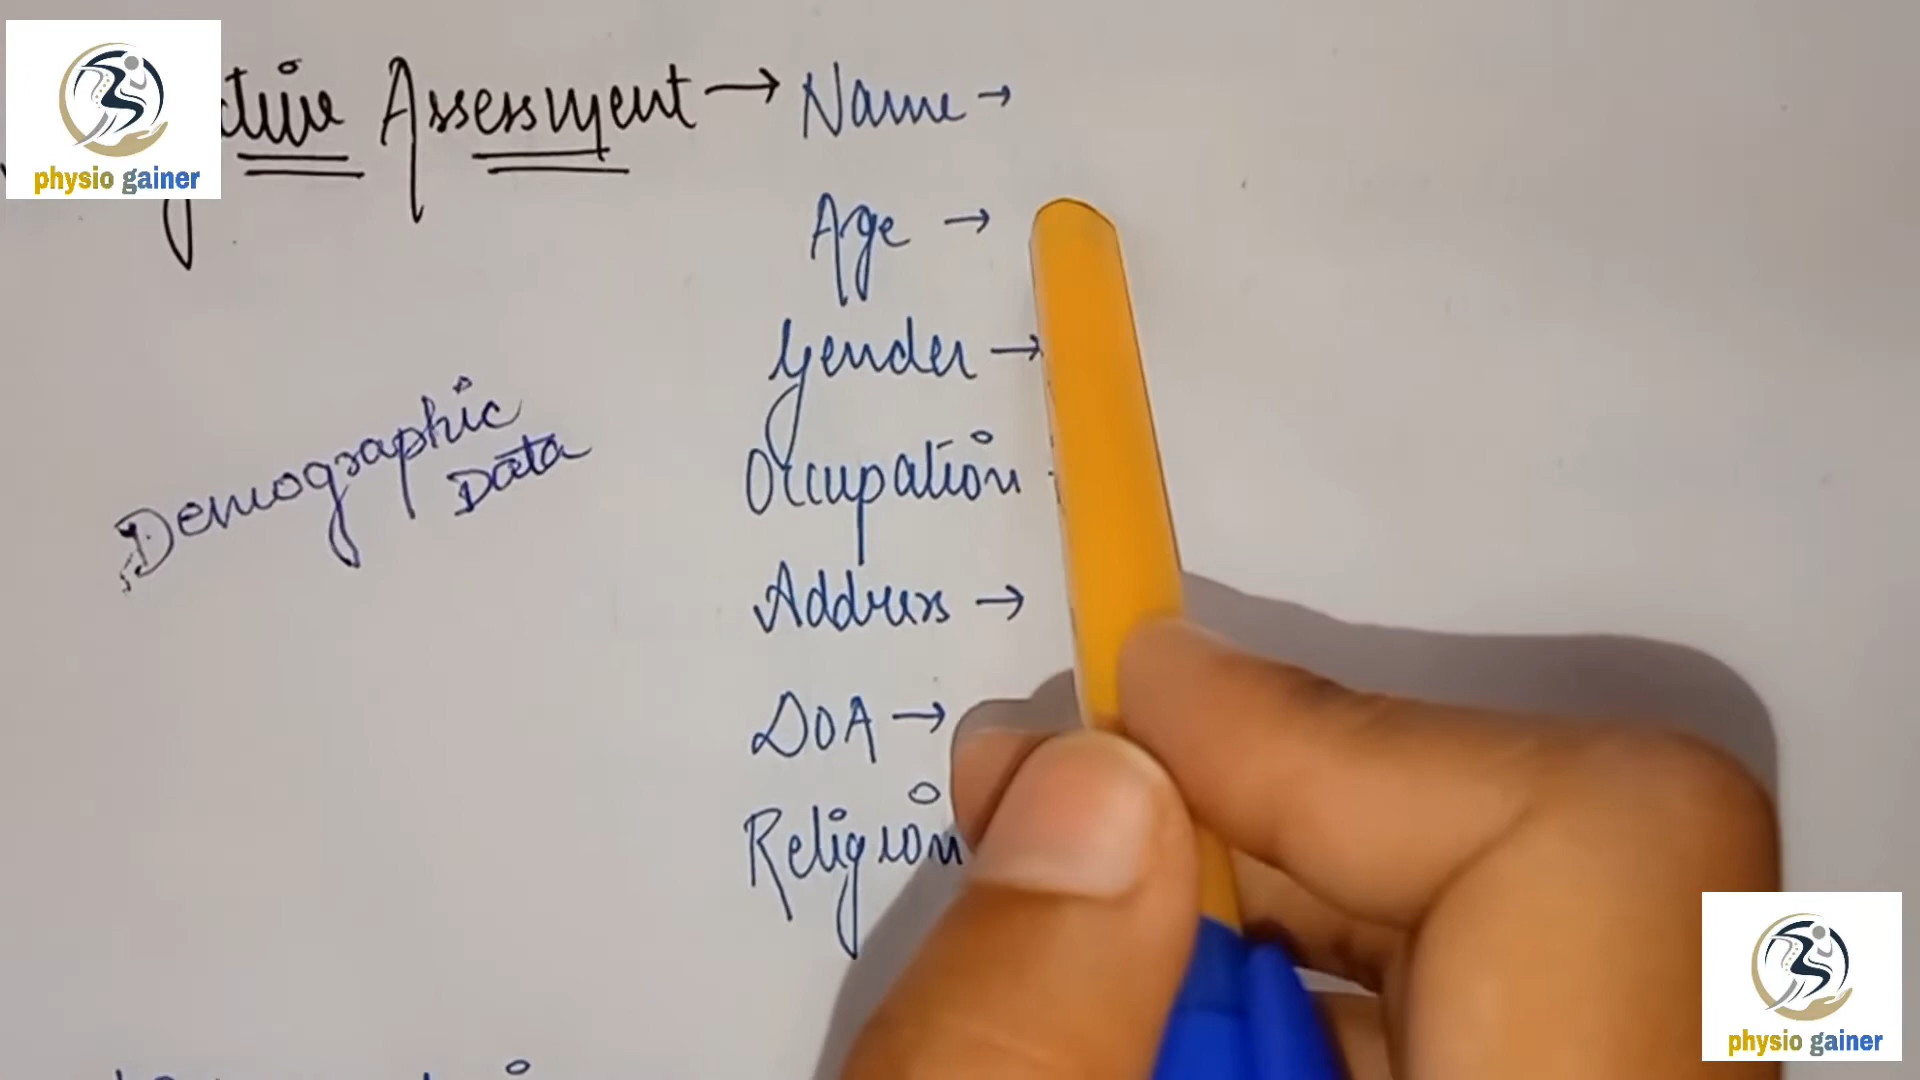 Assessment → Name →
Age →
Gender →
Occupation
Address →
DOA →
Religion
Demographic
Data
physio gainer
physio gainer